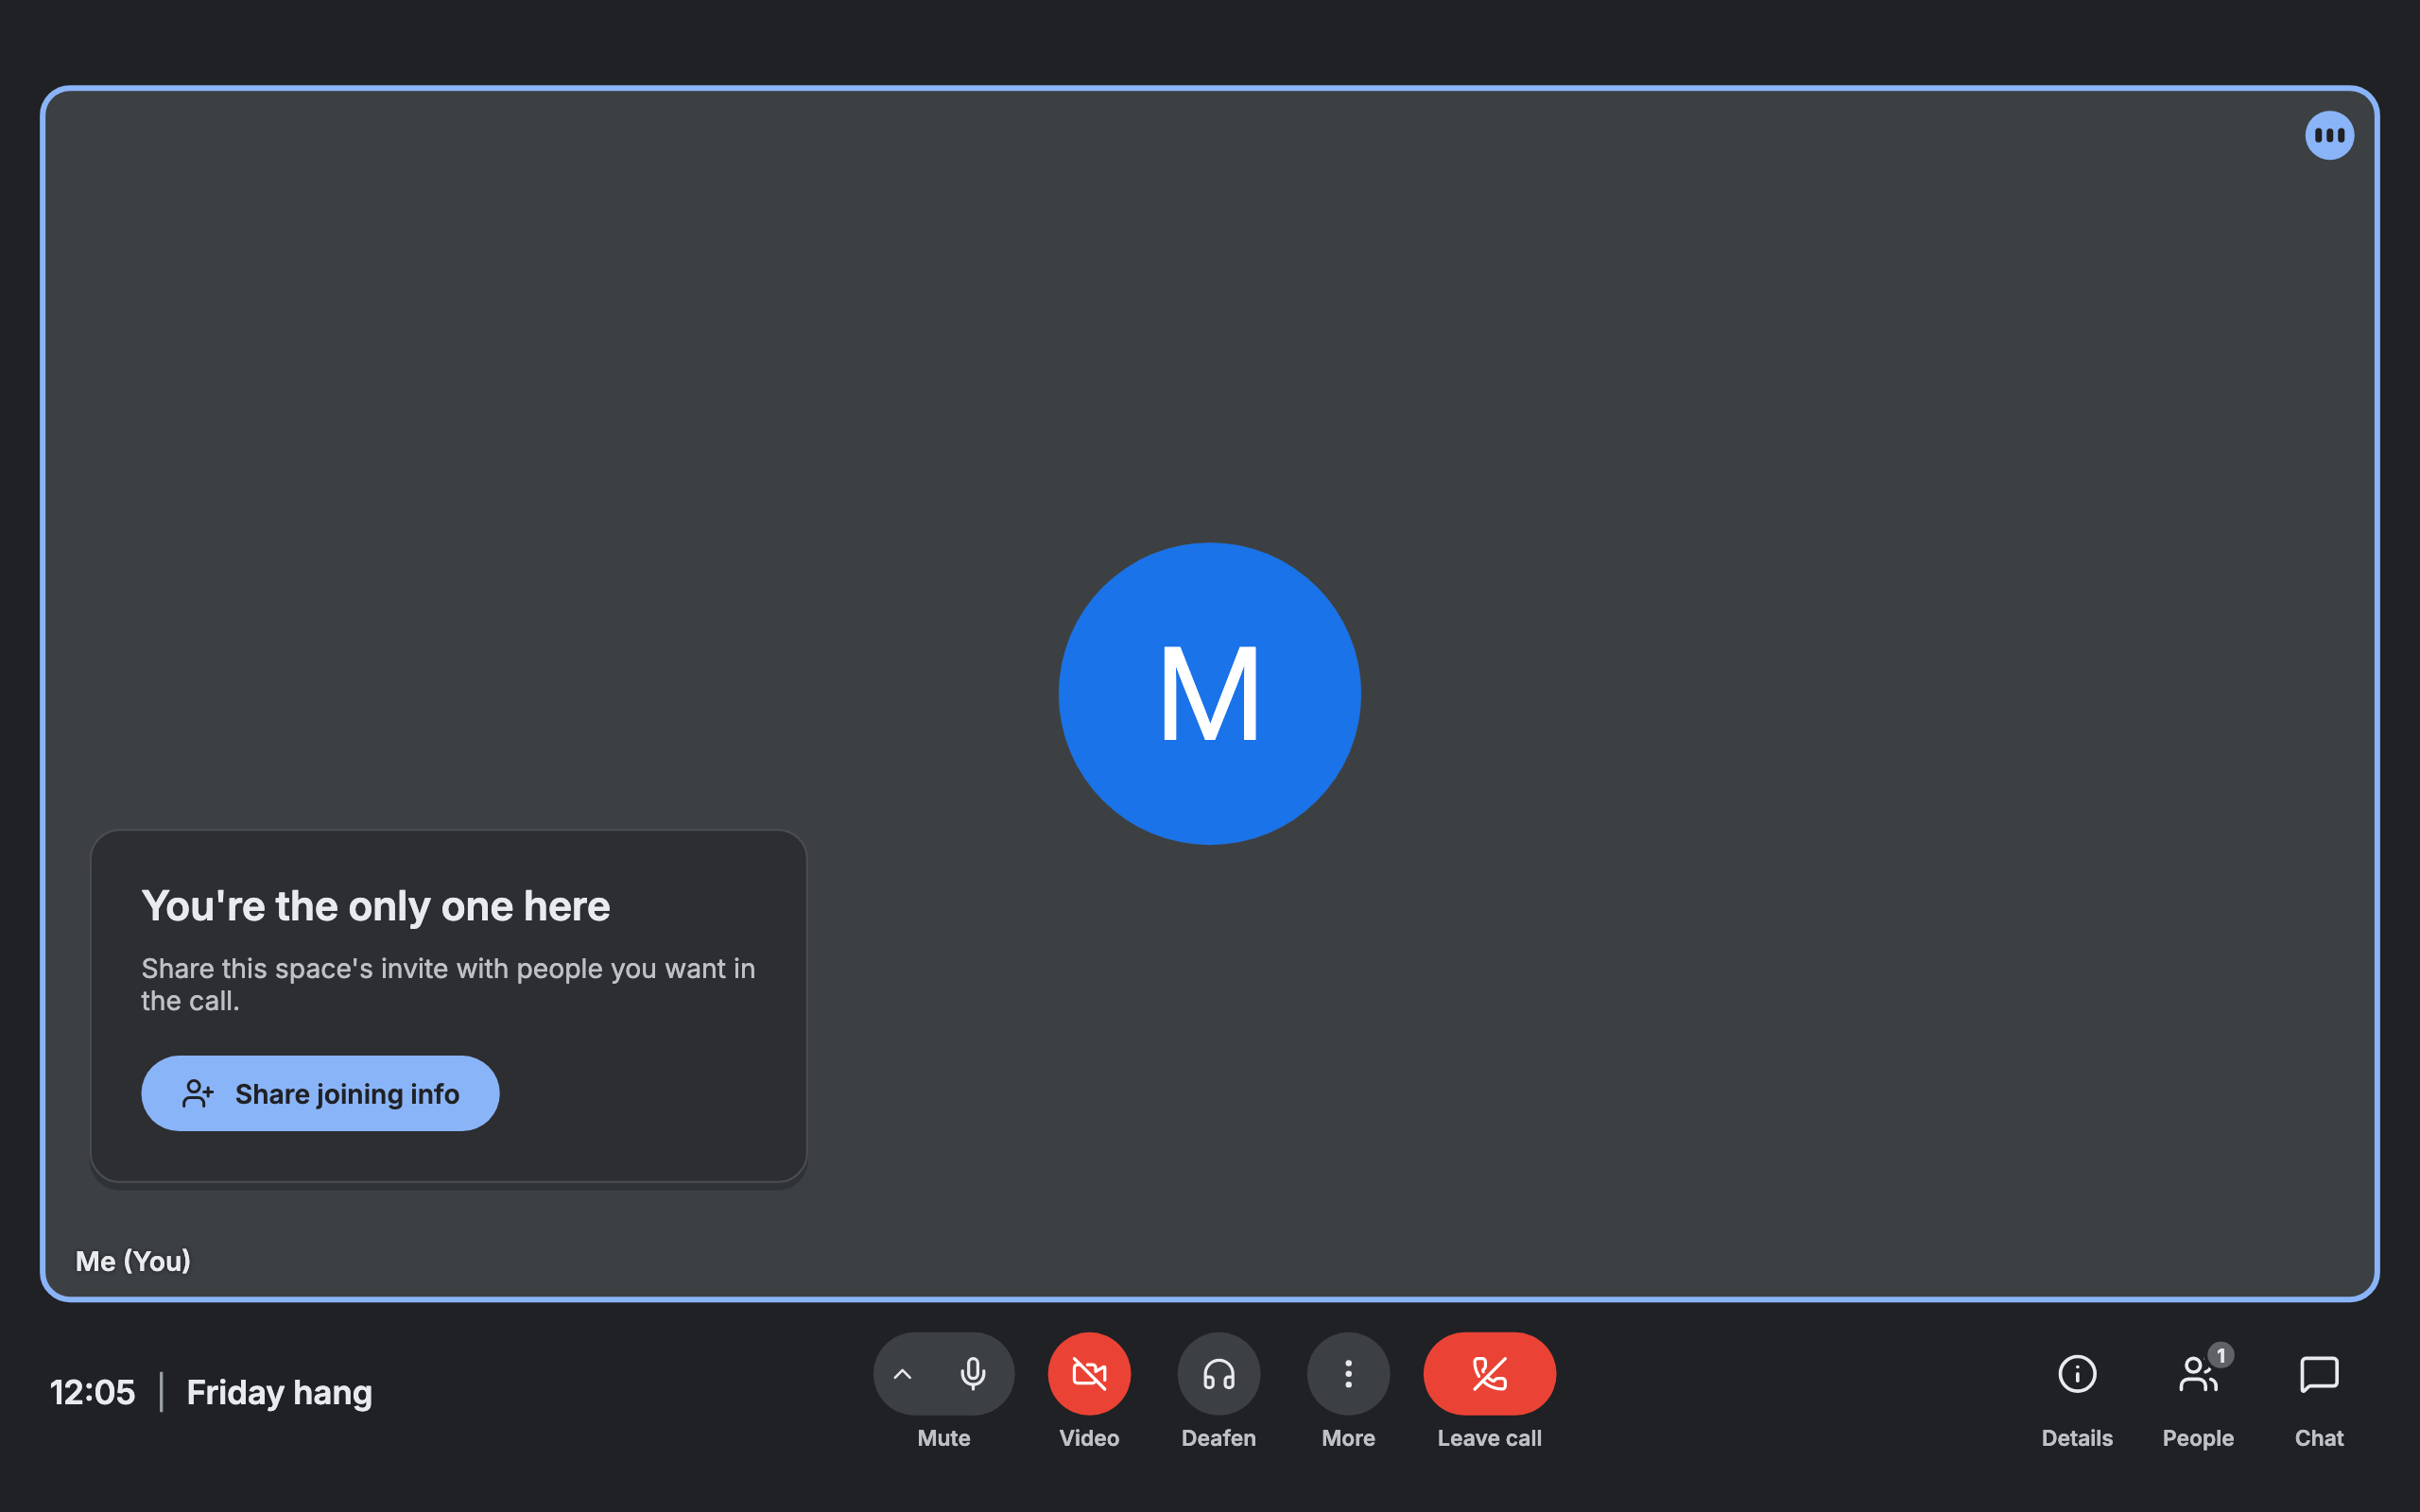 M
You're the only one here
Share this space's invite with people you want in
the call.
Share joining info
Me (You)
12:05 | Friday hang
Mute
Video
Deafen
More
Leave call
Details
1
People
Chat